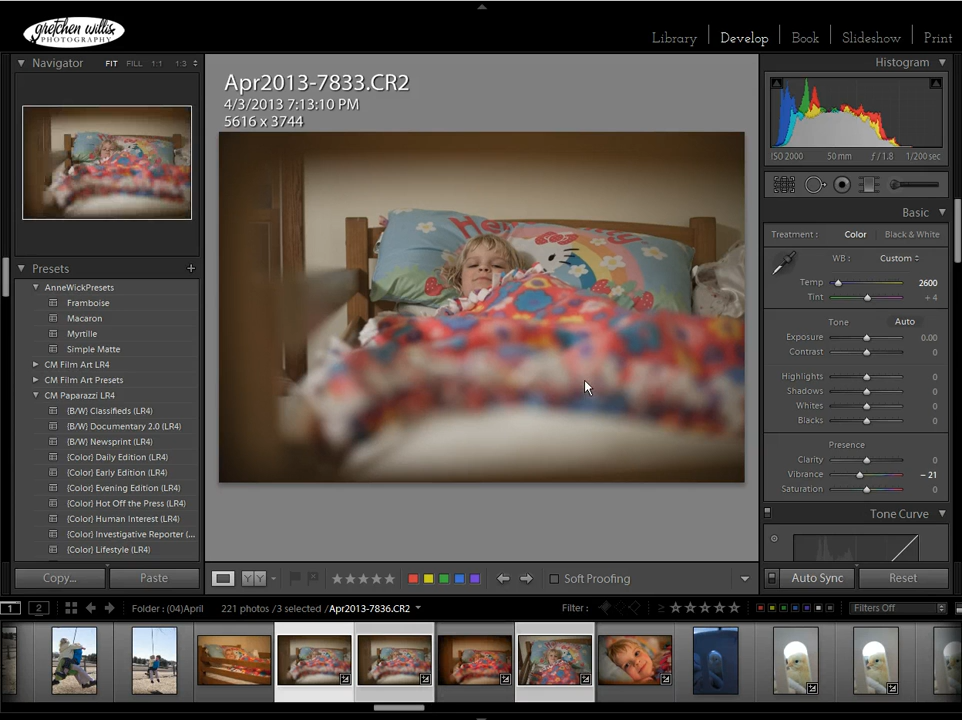 gretchen willis
PHOTOGRAPHY
Library
Develop
Book
Slideshow
Print
Navigator
FIT
FILL
1:1
1:3
Apr2013-7833.CR2
4/3/2013 7:13:10 PM
5616 x 3744
Presets
AnneWickPresets
Framboise
Macaron
Myrtille
Simple Matte
CM Film Art LR4
CM Film Art Presets
CM Paparazzi LR4
{B/W} Classifieds (LR4)
{B/W} Documentary 2.0 (LR4)
{B/W} Newsprint (LR4)
{Color} Daily Edition (LR4)
{Color} Early Edition (LR4)
{Color} Evening Edition (LR4)
{Color} Hot Off the Press (LR4)
{Color} Human Interest (LR4)
{Color} Investigative Reporter (...
{Color} Lifestyle (LR4)
Copy...
Paste
Hello
Histogram
ISO 2000
50 mm
ƒ / 1.8
1/200 sec
Basic
Treatment :
Color
Black & White
WB :
Custom
Temp
2600
Tint
+ 4
Tone
Auto
Exposure
0.00
Contrast
0
Highlights
0
Shadows
0
Whites
0
Blacks
0
Presence
Clarity
0
Vibrance
– 21
Saturation
0
Tone Curve
Y Y
Soft Proofing
Auto Sync
Reset
1
2
Folder : (04)April
221 photos / 3 selected / Apr2013-7836.CR2
Filter :
Filters Off